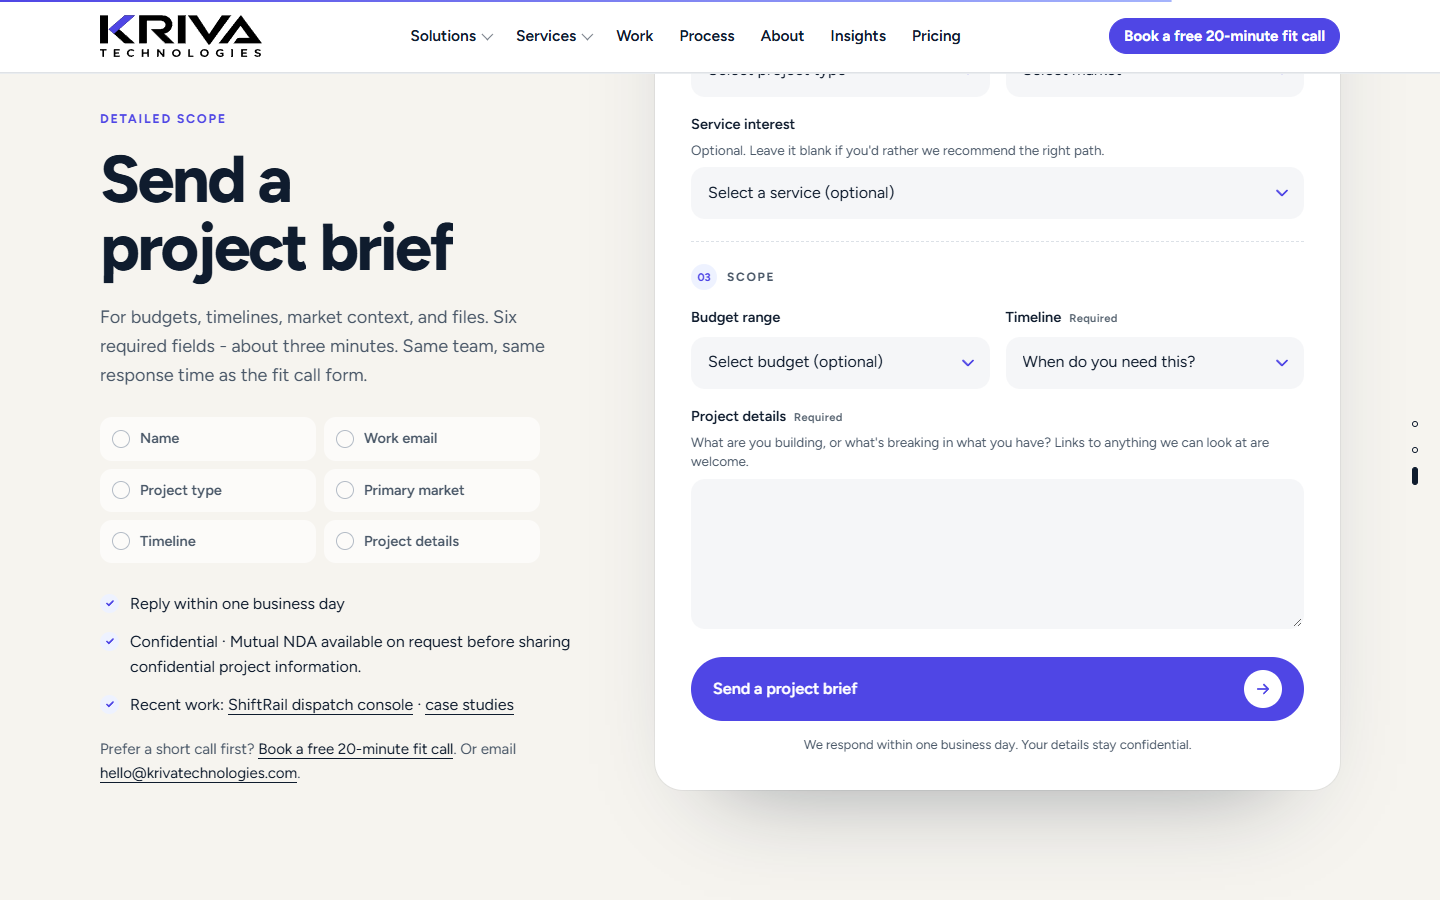 KRIVA
TECHNOLOGIES
Solutions
Services
Work
Process
About
Insights
Pricing
Book a free 20-minute fit call
DETAILED SCOPE
Send a
project brief
For budgets, timelines, market context, and files. Six
required fields - about three minutes. Same team, same
response time as the fit call form.
Name
Work email
Project type
Primary market
Timeline
Project details
Reply within one business day
Confidential · Mutual NDA available on request before sharing
confidential project information.
Recent work: ShiftRail dispatch console · case studies
Prefer a short call first? Book a free 20-minute fit call. Or email
hello@krivatechnologies.com.
Select project type
Select market
Service interest
Optional. Leave it blank if you'd rather we recommend the right path.
Select a service (optional)
03 SCOPE
Budget range
Timeline Required
Select budget (optional)
When do you need this?
Project details Required
What are you building, or what's breaking in what you have? Links to anything we can look at are
welcome.
Send a project brief
We respond within one business day. Your details stay confidential.